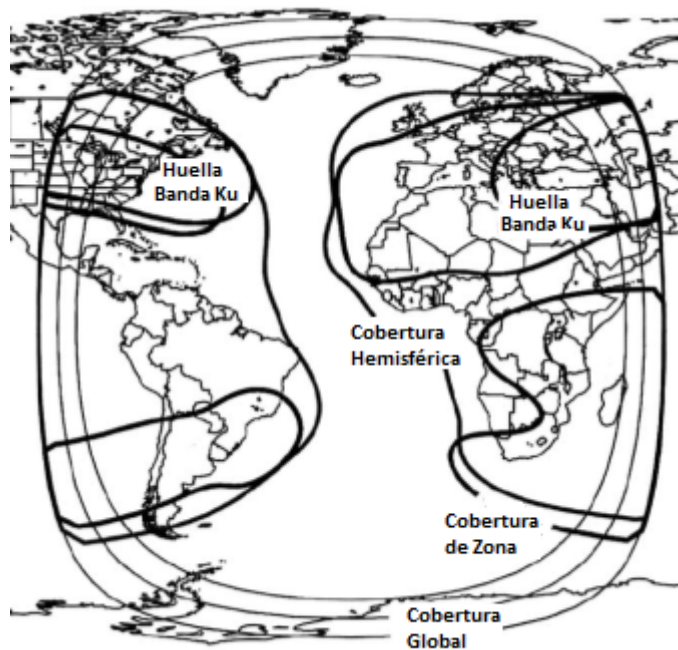 Huella
Banda Ku
Huella
Banda Ku
Cobertura
Hemisférica
Cobertura
de Zona
Cobertura
Global